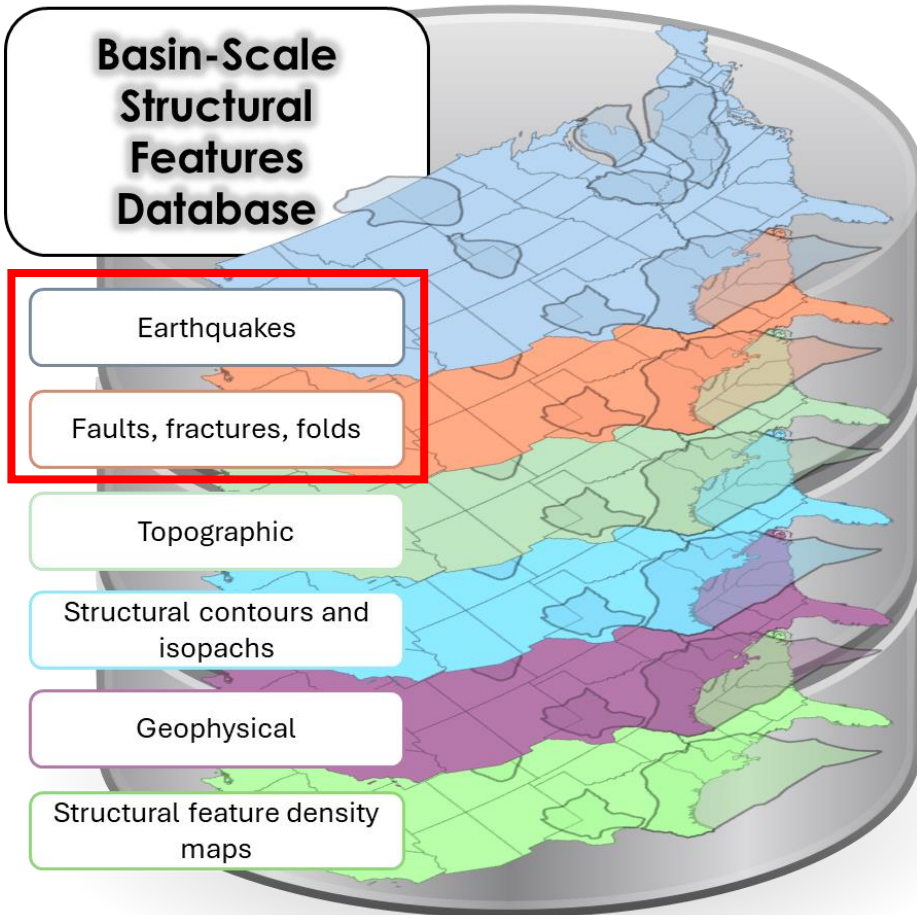 Basin-Scale
Structural
Features
Database
Earthquakes
Faults, fractures, folds
Topographic
Structural contours and
isopachs
Geophysical
Structural feature density
maps